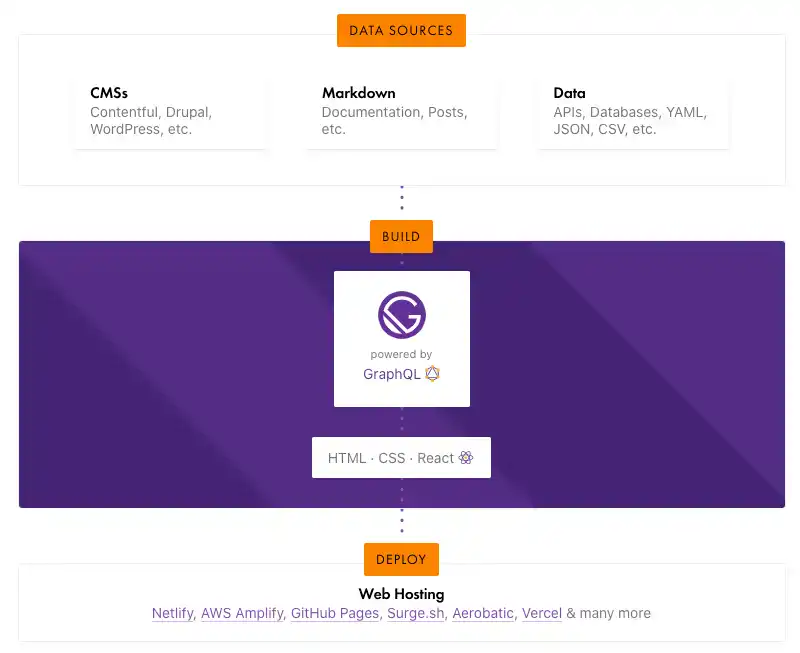 DATA SOURCES
CMSs
Contentful, Drupal,
WordPress, etc.
Markdown
Documentation, Posts,
etc.
Data
APIs, Databases, YAML,
JSON, CSV, etc.
BUILD
powered by
GraphQL
HTML · CSS · React
DEPLOY
Web Hosting
Netlify, AWS Amplify, GitHub Pages, Surge.sh, Aerobatic, Vercel & many more